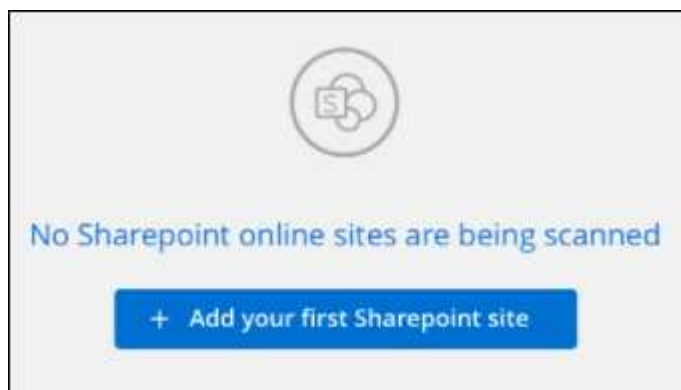 S
No Sharepoint online sites are being scanned
+ Add your first Sharepoint site